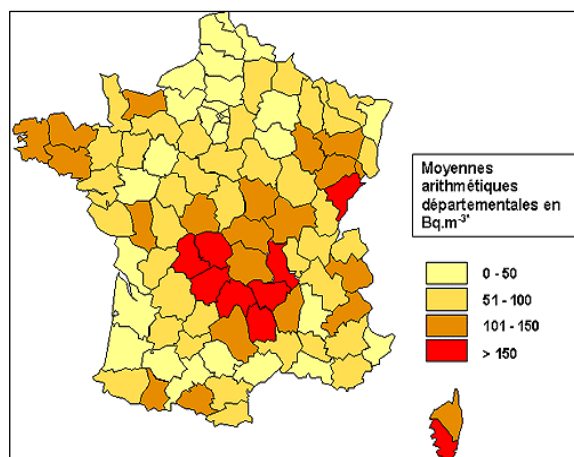 Moyennes
arithmétiques
départementales en
Bq.m-3'
0 - 50
51 - 100
101 - 150
> 150